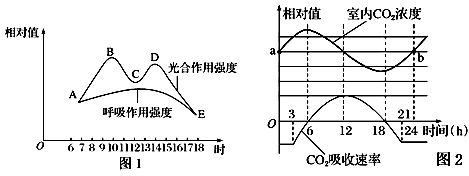 相对值
B
D
光合作用强度
C
A
呼吸作用强度
E
6 7 8 9 10 11 12 13 14 15 16 17 18 时
图1
相对值
室内CO₂浓度
a
b
3
21
O
6
12
18
24 时间(h)
CO₂吸收速率
图2